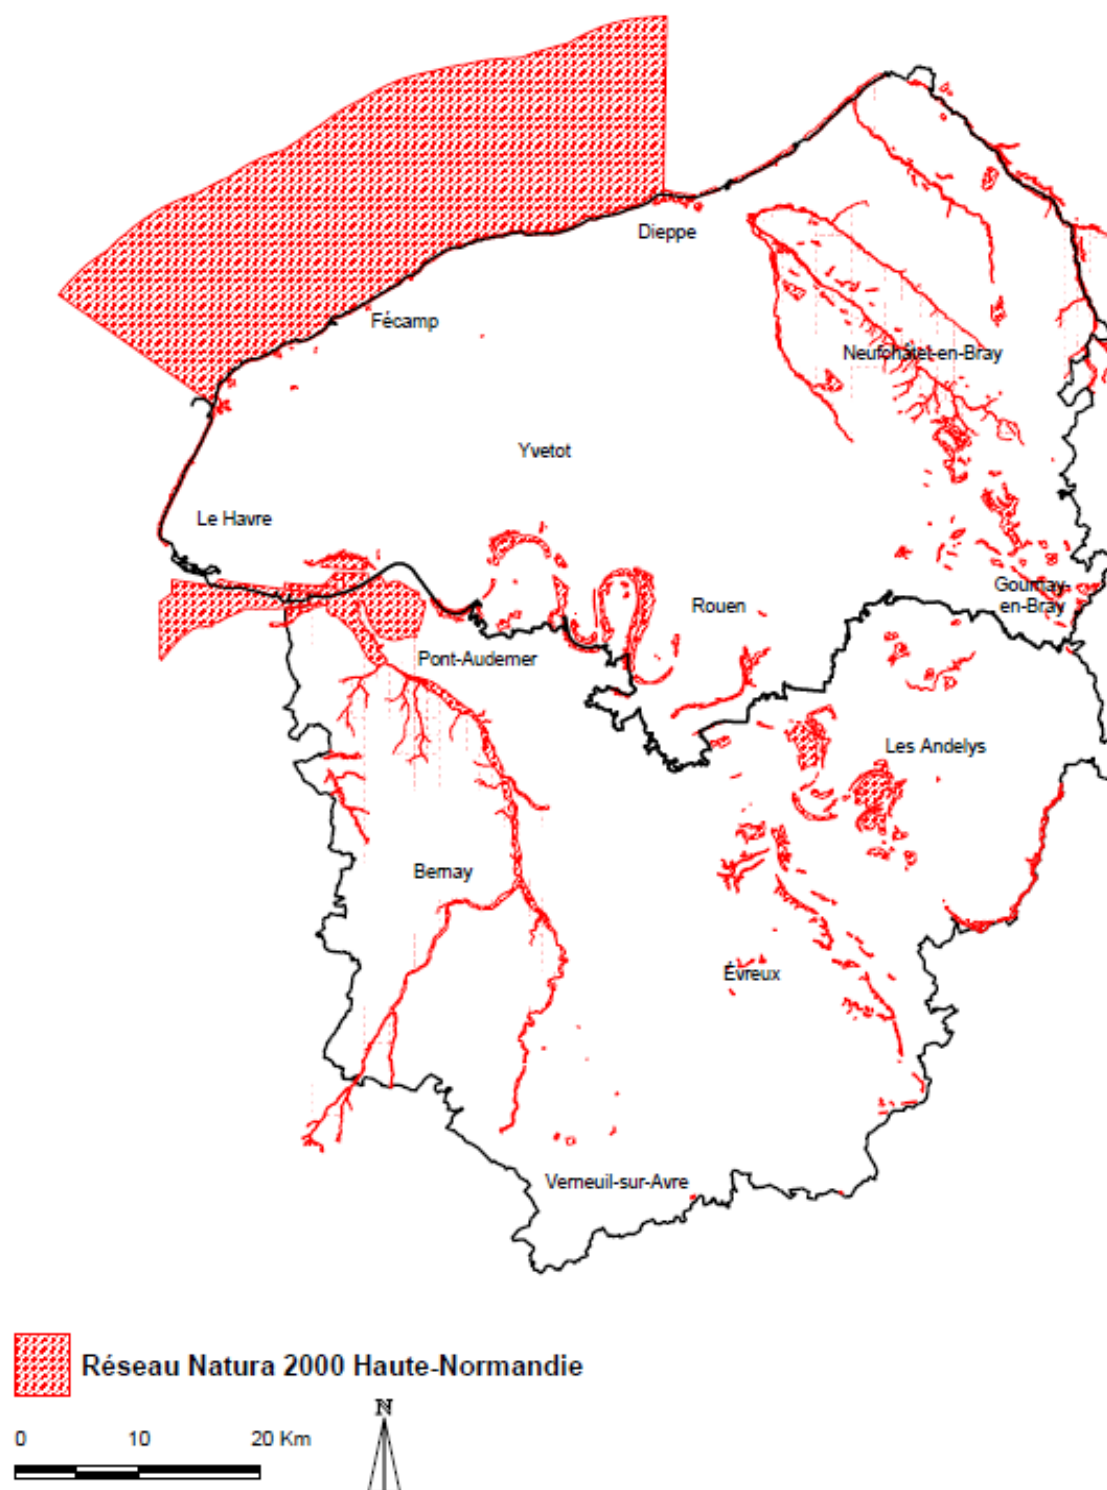 Dieppe
Fécamp
Neufchâtel-en-Bray
Yvetot
Le Havre
Gournay-
en-Bray
Rouen
Pont-Audemer
Les Andelys
Bernay
Évreux
Verneuil-sur-Avre
Réseau Natura 2000 Haute-Normandie
N
0 10 20 Km